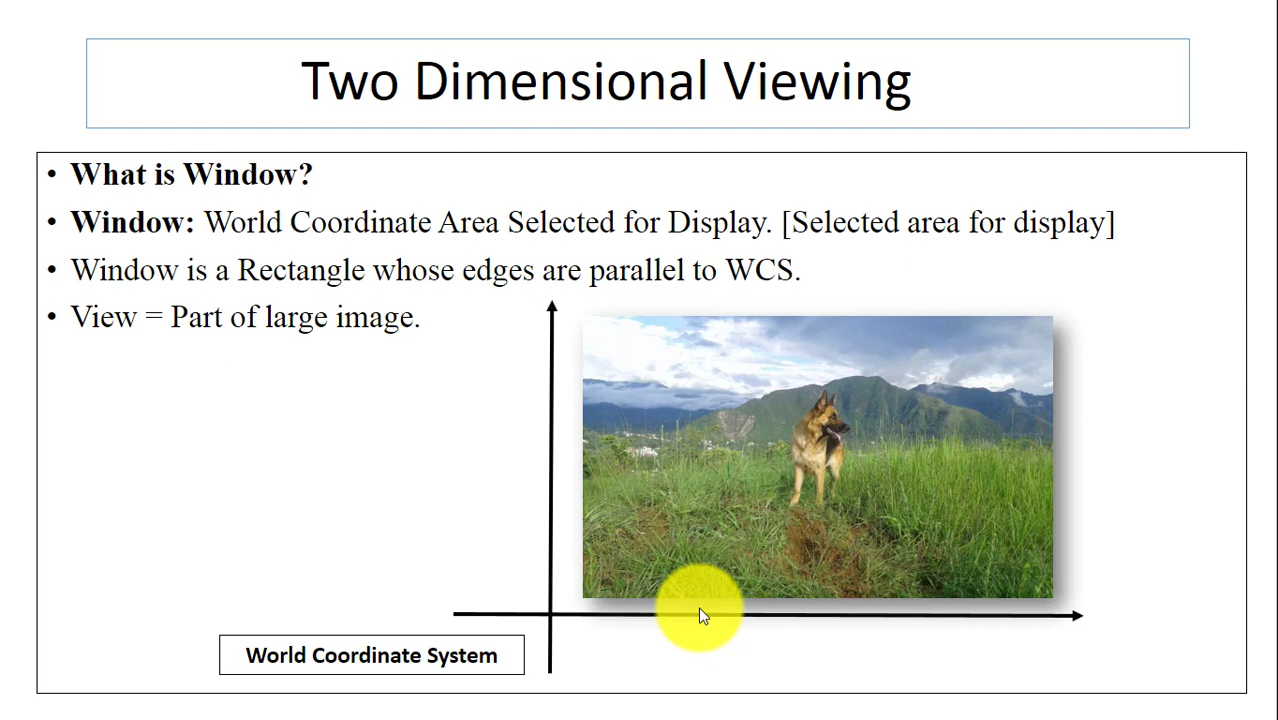 Two Dimensional Viewing
• What is Window?
• Window: World Coordinate Area Selected for Display. [Selected area for display]
• Window is a Rectangle whose edges are parallel to WCS.
• View = Part of large image.
World Coordinate System